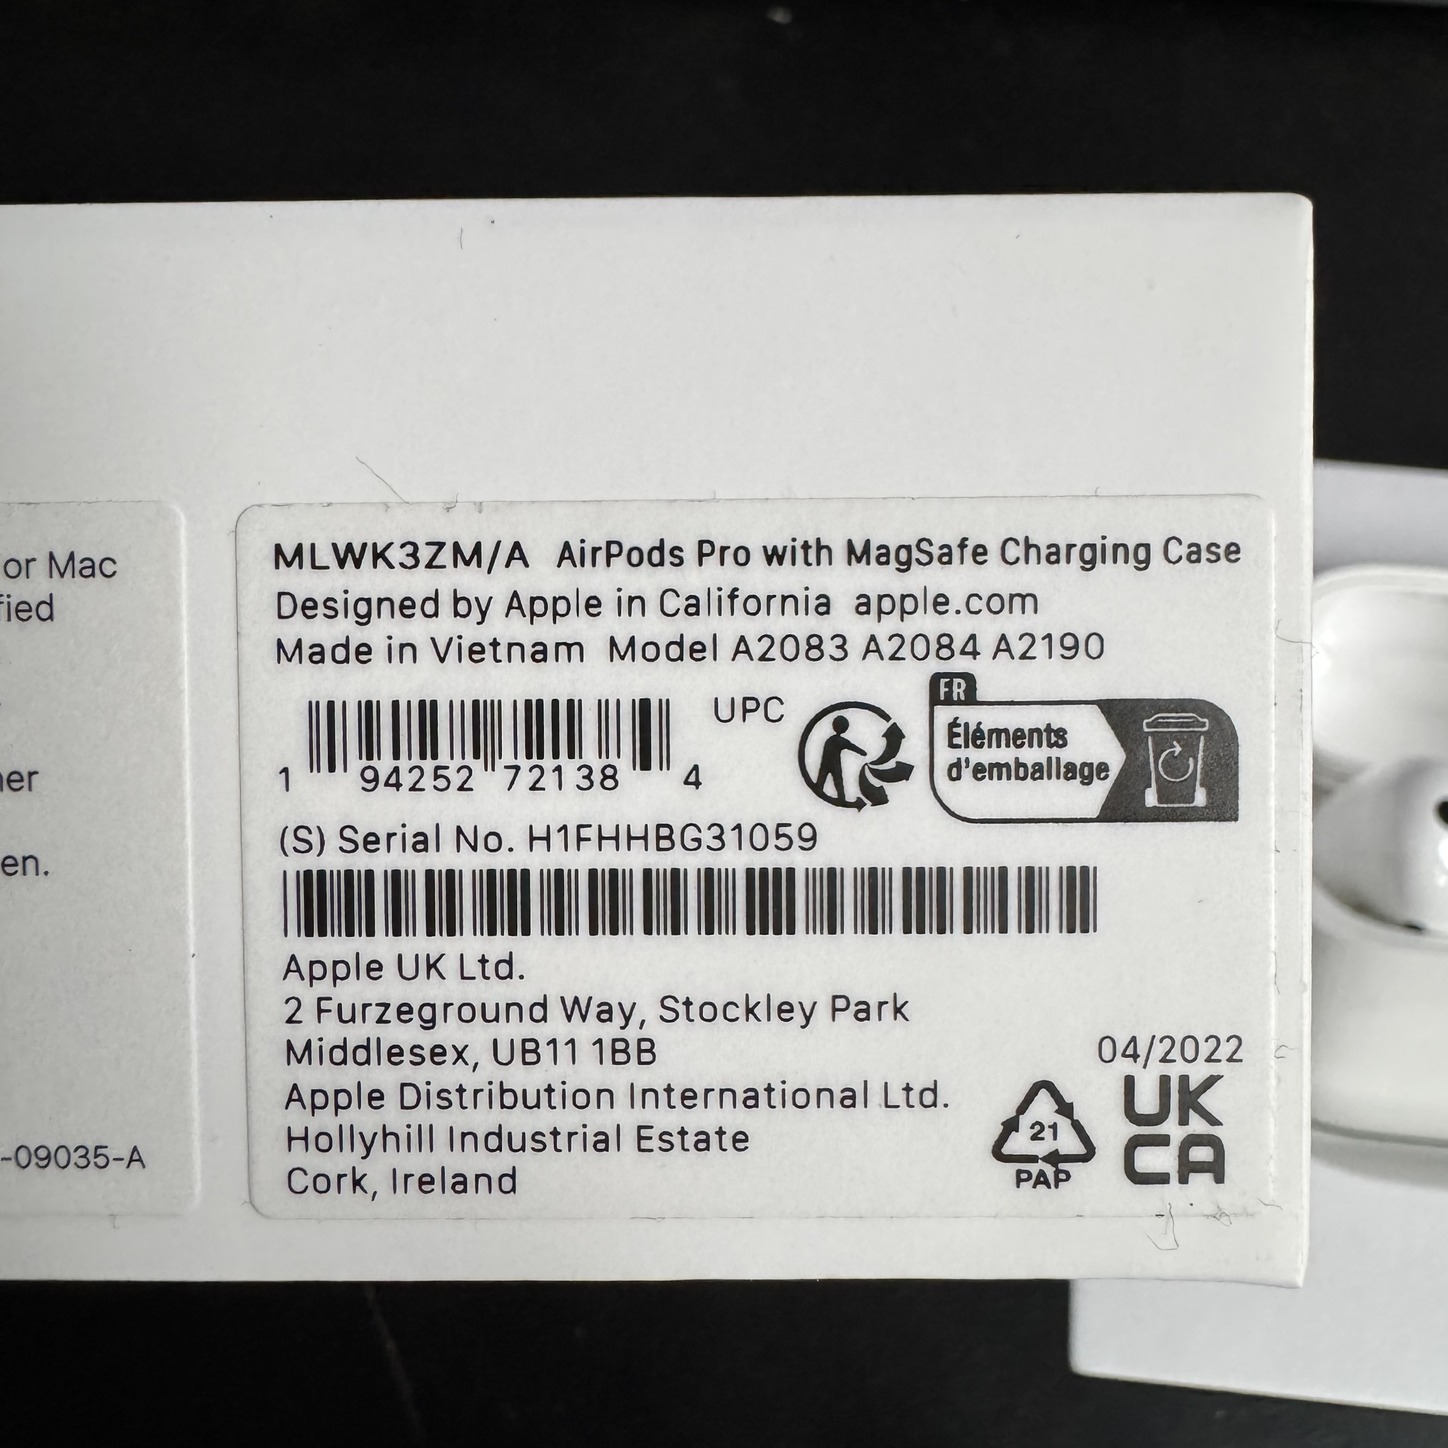 or Mac
fied
her
en.
-09035-A
MLWK3ZM/A AirPods Pro with MagSafe Charging Case
Designed by Apple in California apple.com
Made in Vietnam Model A2083 A2084 A2190
UPC
FR
Éléments
d'emballage
1 94252 72138 4
(S) Serial No. H1FHHBG31059
Apple UK Ltd.
2 Furzeground Way, Stockley Park
Middlesex, UB11 1BB
04/2022
Apple Distribution International Ltd.
Hollyhill Industrial Estate
Cork, Ireland
21
PAP
UK
CA